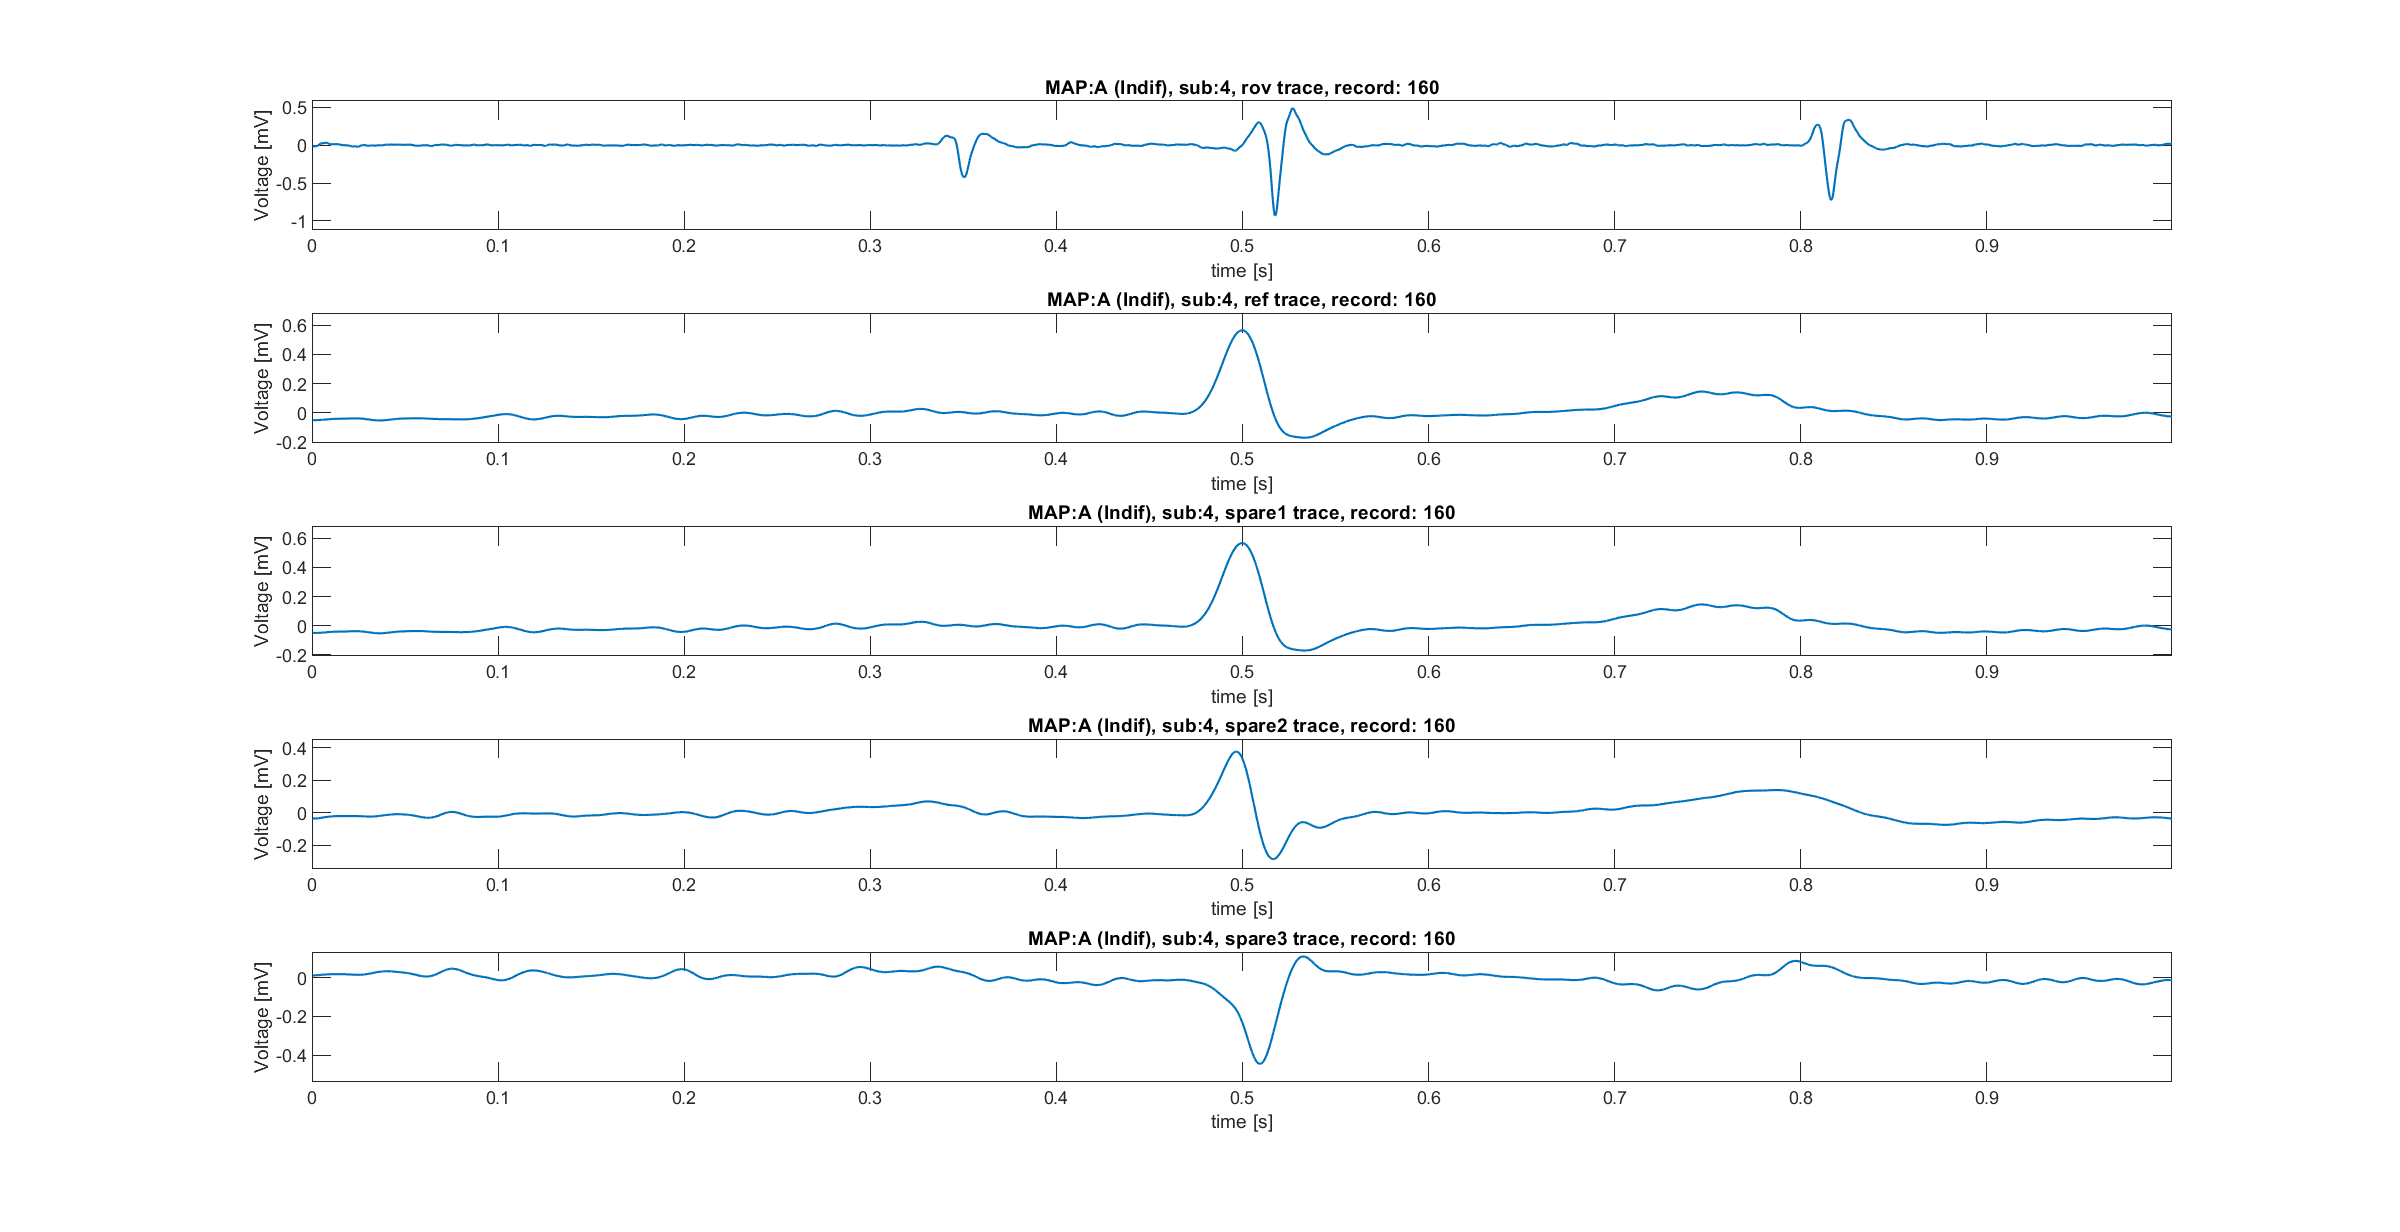 MAP:A (Indif), sub:4, rov trace, record: 160
Voltage [mV]
0.5
0
-0.5
-1
0 0.1 0.2 0.3 0.4 0.5 0.6 0.7 0.8 0.9
time [s]
MAP:A (Indif), sub:4, ref trace, record: 160
Voltage [mV]
0.6
0.4
0.2
0
-0.2
0 0.1 0.2 0.3 0.4 0.5 0.6 0.7 0.8 0.9
time [s]
MAP:A (Indif), sub:4, spare1 trace, record: 160
Voltage [mV]
0.6
0.4
0.2
0
-0.2
0 0.1 0.2 0.3 0.4 0.5 0.6 0.7 0.8 0.9
time [s]
MAP:A (Indif), sub:4, spare2 trace, record: 160
Voltage [mV]
0.4
0.2
0
-0.2
0 0.1 0.2 0.3 0.4 0.5 0.6 0.7 0.8 0.9
time [s]
MAP:A (Indif), sub:4, spare3 trace, record: 160
Voltage [mV]
0
-0.2
-0.4
0 0.1 0.2 0.3 0.4 0.5 0.6 0.7 0.8 0.9
time [s]